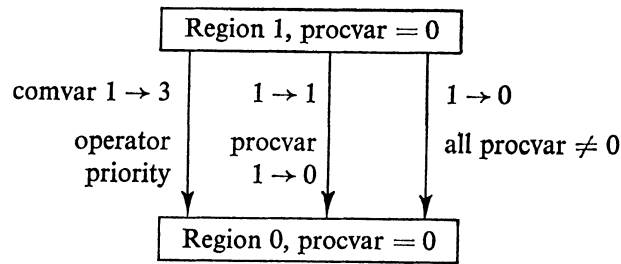 Region 1, procvar = 0
comvar 1 → 3
operator
priority
1 → 1
procvar
1 → 0
1 → 0
all procvar ≠ 0
Region 0, procvar = 0